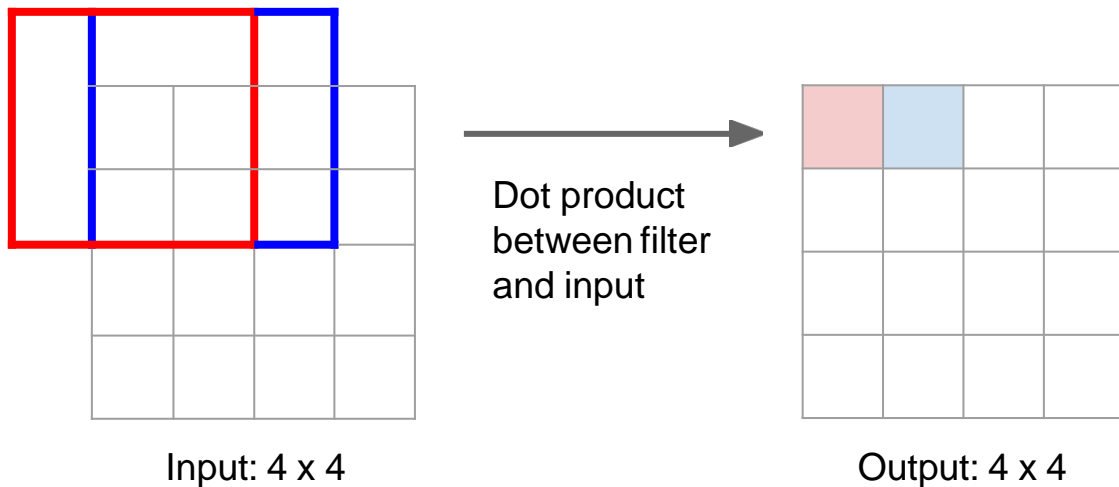 Dot product
between filter
and input
Input: 4 x 4
Output: 4 x 4